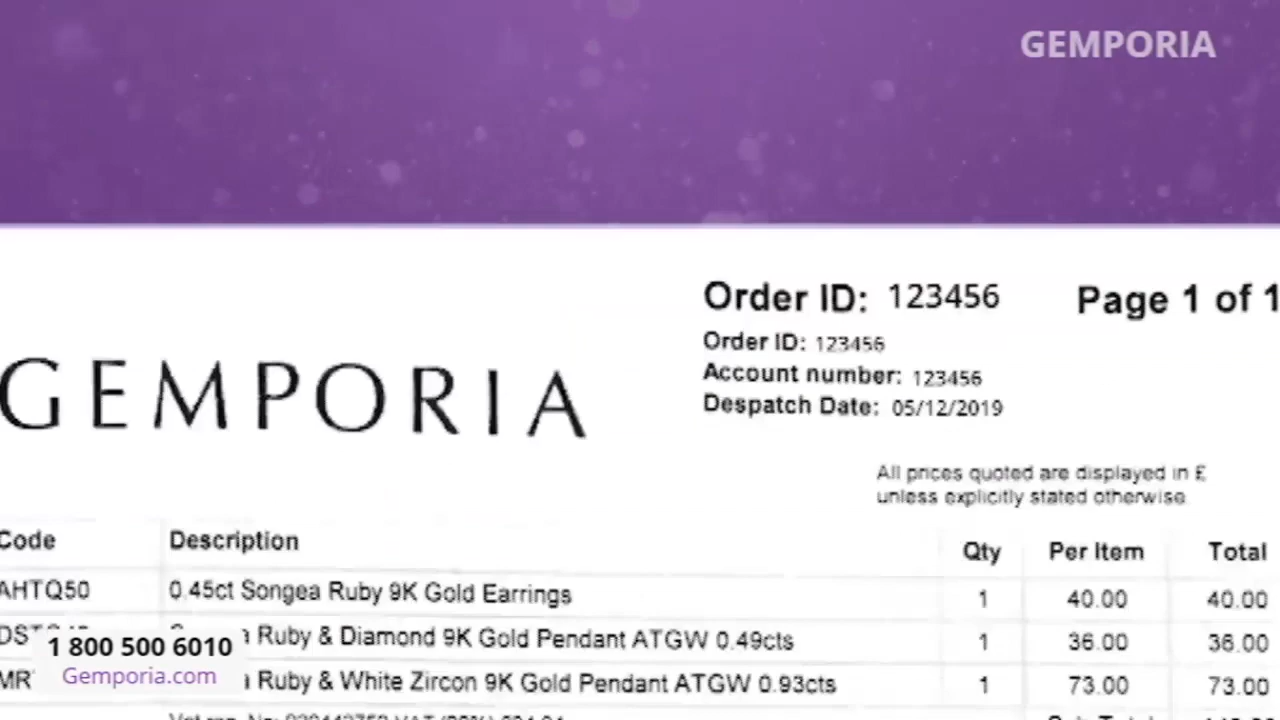 GEMPORIA
Order ID: 123456 Page 1 of 1
Order ID: 123456
Account number: 123456
Despatch Date: 05/12/2019
GEMPORIA
All prices quoted are displayed in £
unless explicitly stated otherwise
Code Description Qty Per Item Total
AHTQ50 0.45ct Songea Ruby 9K Gold Earrings 1 40.00 40.00
Ruby & Diamond 9K Gold Pendant ATGW 0.49cts 1 36.00 36.00
Ruby & White Zircon 9K Gold Pendant ATGW 0.93cts 1 73.00 73.00
1 800 500 6010
Gemporia.com